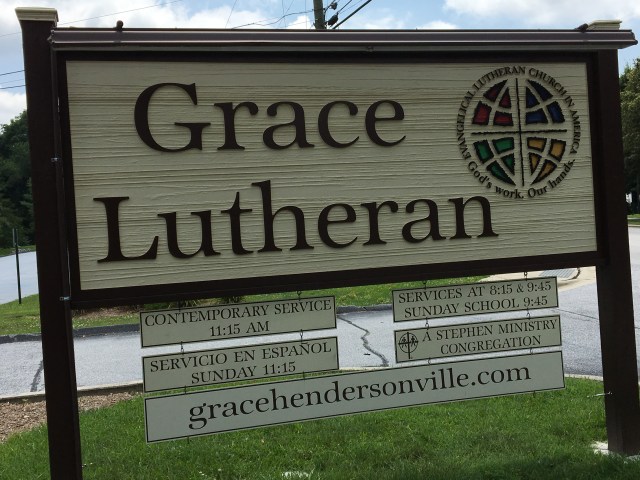 Grace
Lutheran
EVANGELICAL LUTHERAN CHURCH IN AMERICA
God's work. Our hands.
CONTEMPORARY SERVICE
11:15 AM
SERVICES AT 8:15 & 9:45
SUNDAY SCHOOL 9:45
SERVICIO EN ESPAÑOL
SUNDAY 11:15
A STEPHEN MINISTRY
CONGREGATION
gracehendersonville.com